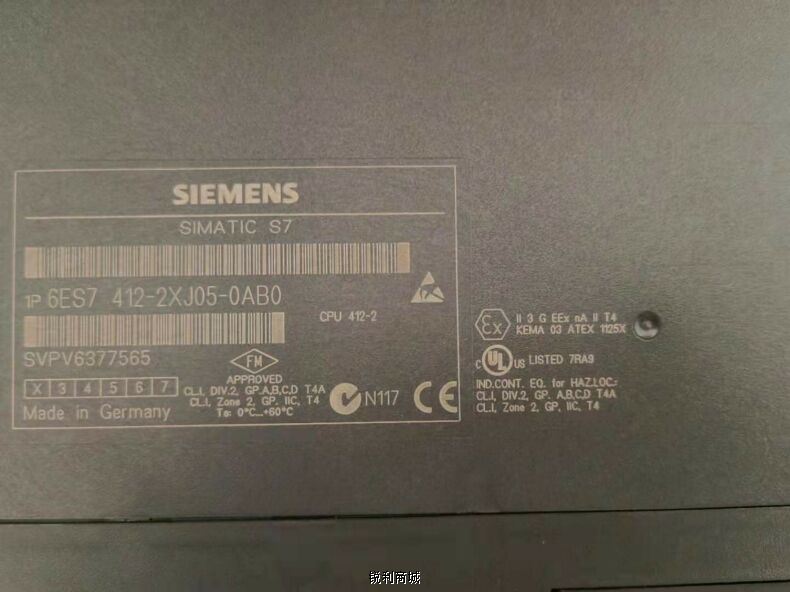 SIEMENS
SIMATIC S7
1P 6ES7 412-2XJ05-0AB0
CPU 412-2
SVPV6377565
FM
APPROVED
CL.I, DIV.2, GP.A,B,C,D T4A
CL.I, Zone 2, GP. IIC, T4
Ta: 0°C...+60°C
X 3 4 5 6 7
Made in Germany
N117
CE
Ex
II 3 G EEx nA II T4
KEMA 03 ATEX 1125X
C UL US LISTED 7RA9
IND.CONT. EQ. for HAZ.LOC.:
CL.I, DIV.2, GP. A,B,C,D T4A
CL.I, Zone 2, GP, IIC, T4
锐利商城